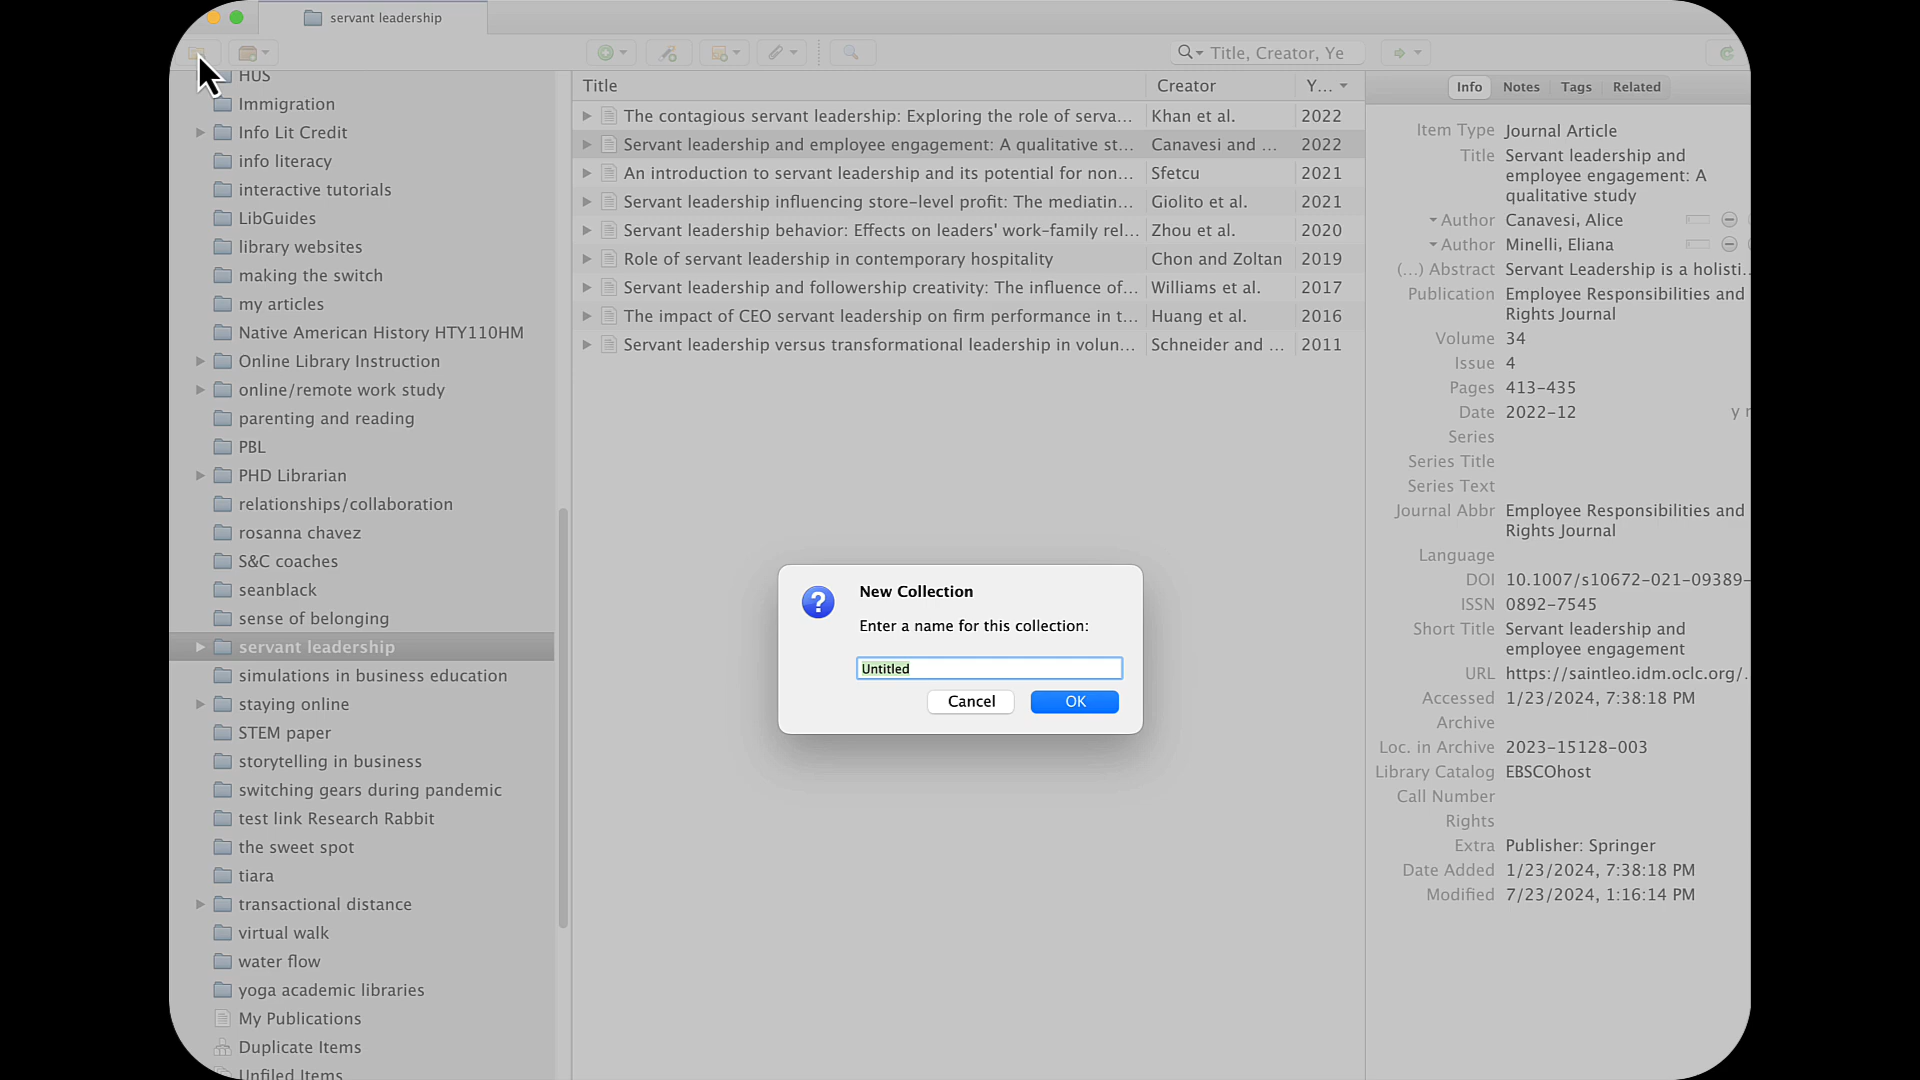 servant leadership
Title, Creator, Ye
HUS
Immigration
Info Lit Credit
info literacy
interactive tutorials
LibGuides
library websites
making the switch
my articles
Native American History HTY110HM
Online Library Instruction
online/remote work study
parenting and reading
PBL
PHD Librarian
relationships/collaboration
rosanna chavez
S&C coaches
seanblack
sense of belonging
servant leadership
simulations in business education
staying online
STEM paper
storytelling in business
switching gears during pandemic
test link Research Rabbit
the sweet spot
tiara
transactional distance
virtual walk
water flow
yoga academic libraries
My Publications
Duplicate Items
Unfiled Items
Title Creator Y...
The contagious servant leadership: Exploring the role of serva... Khan et al. 2022
Servant leadership and employee engagement: A qualitative st... Canavesi and ... 2022
An introduction to servant leadership and its potential for non... Sfetcu 2021
Servant leadership influencing store-level profit: The mediatin... Giolito et al. 2021
Servant leadership behavior: Effects on leaders' work-family rel... Zhou et al. 2020
Role of servant leadership in contemporary hospitality Chon and Zoltan 2019
Servant leadership and followership creativity: The influence of... Williams et al. 2017
The impact of CEO servant leadership on firm performance in t... Huang et al. 2016
Servant leadership versus transformational leadership in volun... Schneider and ... 2011
New Collection
Enter a name for this collection:
Untitled
Cancel OK
Info Notes Tags Related
Item Type Journal Article
Title Servant leadership and
employee engagement: A
qualitative study
Author Canavesi, Alice
Author Minelli, Eliana
(...) Abstract Servant Leadership is a holisti...
Publication Employee Responsibilities and
Rights Journal
Volume 34
Issue 4
Pages 413-435
Date 2022-12 y
Series
Series Title
Series Text
Journal Abbr Employee Responsibilities and
Rights Journal
Language
DOI 10.1007/s10672-021-09389-
ISSN 0892-7545
Short Title Servant leadership and
employee engagement
URL https://saintleo.idm.oclc.org/...
Accessed 1/23/2024, 7:38:18 PM
Archive
Loc. in Archive 2023-15128-003
Library Catalog EBSCOhost
Call Number
Rights
Extra Publisher: Springer
Date Added 1/23/2024, 7:38:18 PM
Modified 7/23/2024, 1:16:14 PM